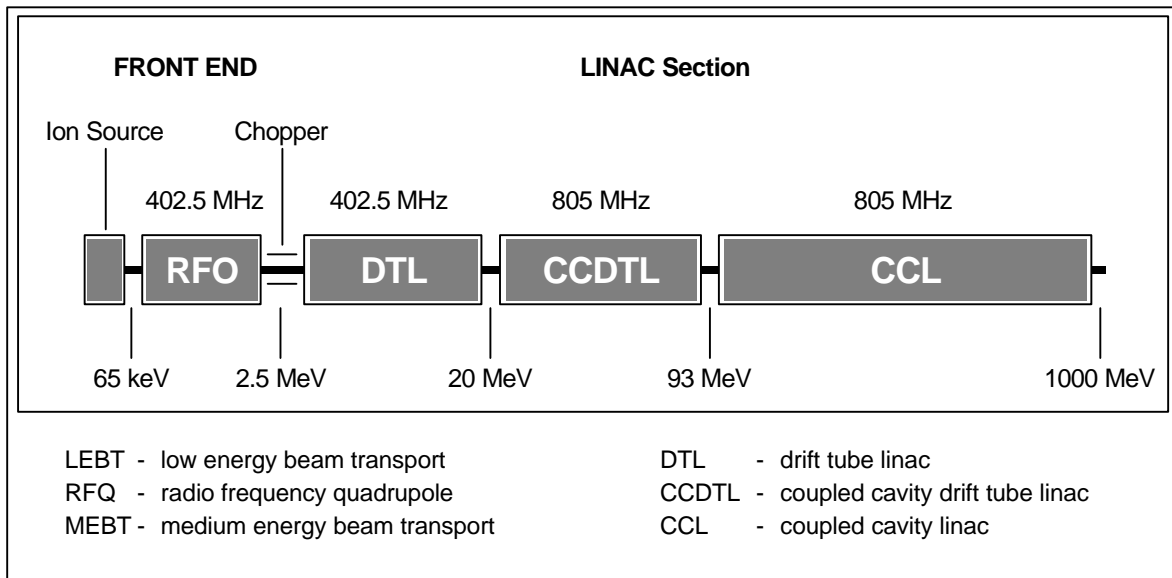 FRONT END LINAC Section
Ion Source Chopper
402.5 MHz 402.5 MHz 805 MHz 805 MHz
RFO DTL CCDTL CCL
65 keV 2.5 MeV 20 MeV 93 MeV 1000 MeV
LEBT - low energy beam transport
RFQ - radio frequency quadrupole
MEBT - medium energy beam transport
DTL - drift tube linac
CCDTL - coupled cavity drift tube linac
CCL - coupled cavity linac